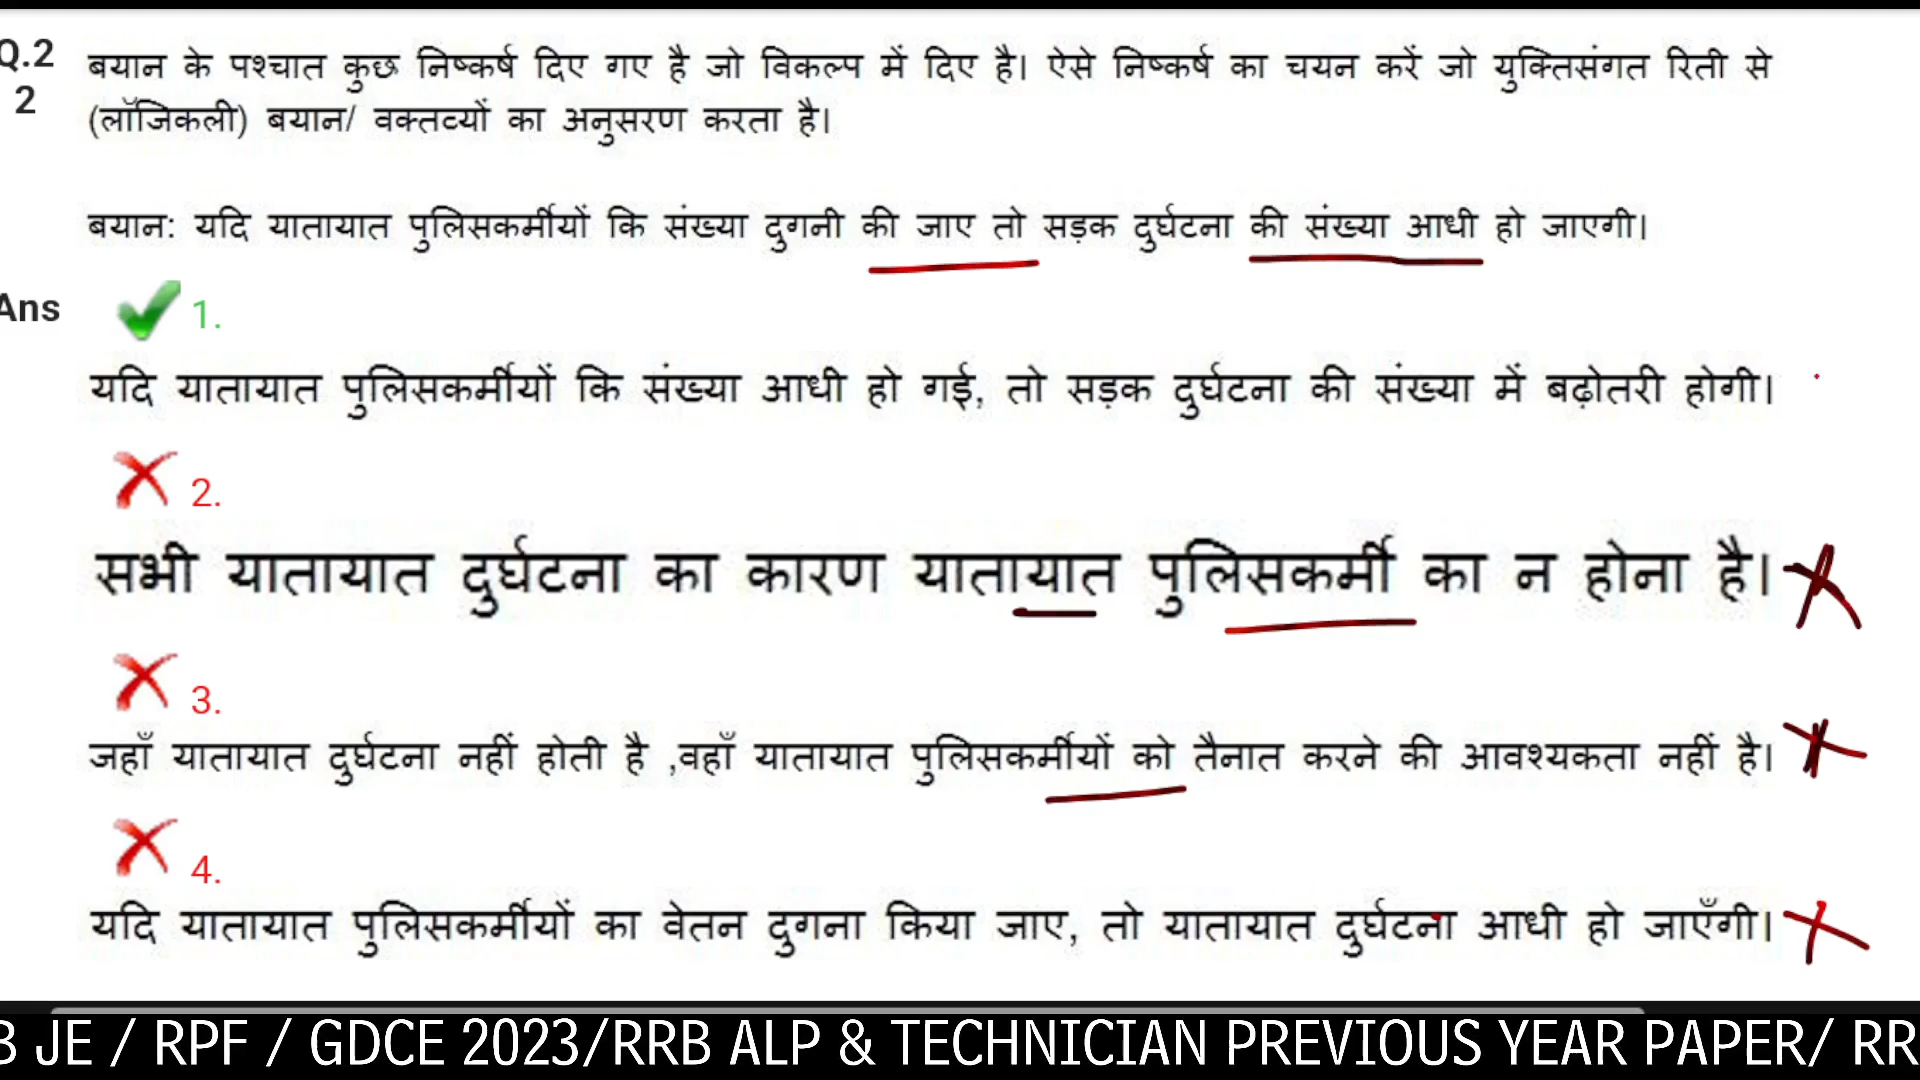 Q.2 बयान के पश्चात कुछ निष्कर्ष दिए गए है जो विकल्प में दिए है। ऐसे निष्कर्ष का चयन करें जो युक्तिसंगत रिती से
2 (लॉजिकली) बयान/ वक्तव्यों का अनुसरण करता है।
बयान: यदि यातायात पुलिसकर्मीयों कि संख्या दुगनी की जाए तो सड़क दुर्घटना की संख्या आधी हो जाएगी।
Ans 1.
यदि यातायात पुलिसकर्मीयों कि संख्या आधी हो गई, तो सड़क दुर्घटना की संख्या में बढ़ोतरी होगी।
2.
सभी यातायात दुर्घटना का कारण यातायात पुलिसकर्मी का न होना है।
3.
जहाँ यातायात दुर्घटना नहीं होती है ,वहाँ यातायात पुलिसकर्मीयों को तैनात करने की आवश्यकता नहीं है।
4.
यदि यातायात पुलिसकर्मीयों का वेतन दुगना किया जाए, तो यातायात दुर्घटना आधी हो जाएँगी।
B JE / RPF / GDCE 2023/RRB ALP & TECHNICIAN PREVIOUS YEAR PAPER/ RR